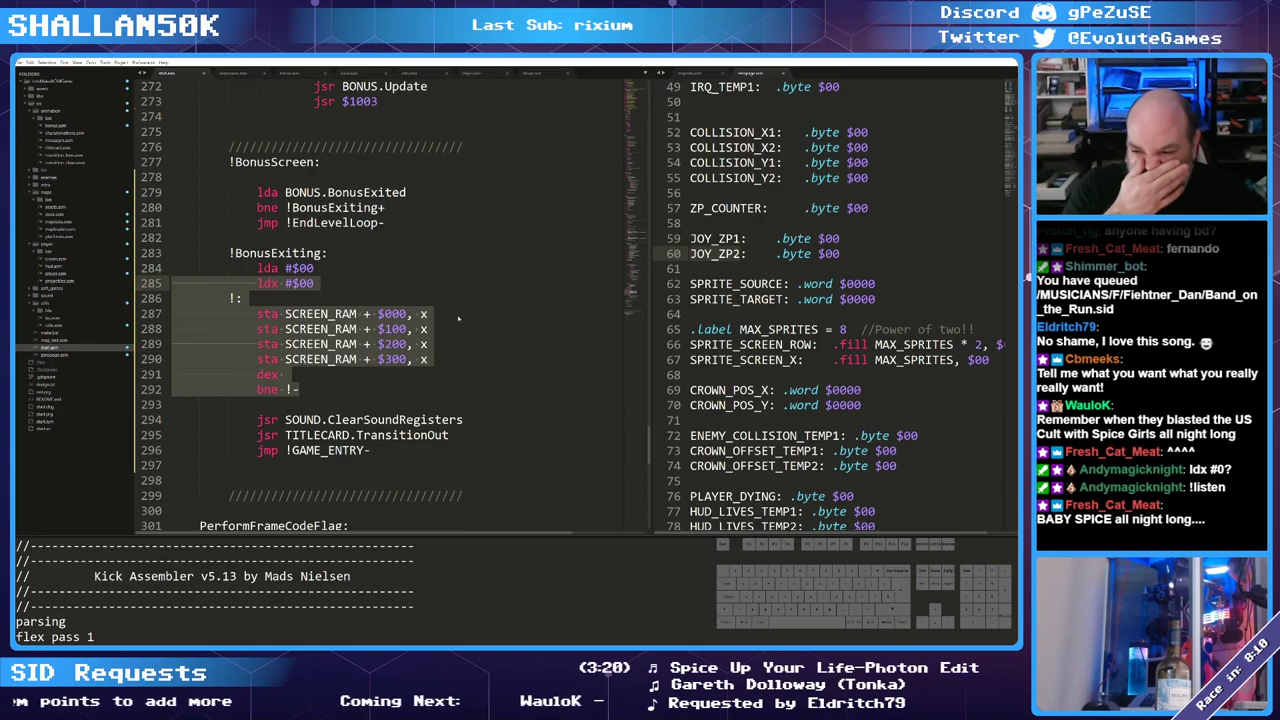 SHALLAN50K
Last Sub: rixium
Discord gPeZuSE
Twitter @EvoluteGames
FOLDERS
272 jsr BONUS.Update
273 jsr $1003
274
275
276 /////////////////////////////////
277 !BonusScreen:
278
279 lda BONUS.BonusExited
280 bne !BonusExiting+
281 jmp !EndLevelLoop-
282
283 !BonusExiting:
284 lda #$00
285 ldx #$00
286 !:
287 sta SCREEN_RAM + $000, x
288 sta SCREEN_RAM + $100, x
289 sta SCREEN_RAM + $200, x
290 sta SCREEN_RAM + $300, x
291 dex
292 bne !-
293
294 jsr SOUND.ClearSoundRegisters
295 jsr TITLECARD.TransitionOut
296 jmp !GAME_ENTRY-
297
298
299 /////////////////////////////////
300
301 PerformFrameCodeFlag:
49 IRQ_TEMP1: .byte $00
50
51
52 COLLISION_X1: .byte $00
53 COLLISION_X2: .byte $00
54 COLLISION_Y1: .byte $00
55 COLLISION_Y2: .byte $00
56
57 ZP_COUNTER: .byte $00
58
59 JOY_ZP1: .byte $00
60 JOY_ZP2: .byte $00
61
62 SPRITE_SOURCE: .word $0000
63 SPRITE_TARGET: .word $0000
64
65 .label MAX_SPRITES = 8 //Power of two!!
66 SPRITE_SCREEN_ROW: .fill MAX_SPRITES * 2, $
67 SPRITE_SCREEN_X: .fill MAX_SPRITES, $00
68
69 CROWN_POS_X: .word $0000
70 CROWN_POS_Y: .word $0000
71
72 ENEMY_COLLISION_TEMP1: .byte $00
73 CROWN_OFFSET_TEMP1: .byte $00
74 CROWN_OFFSET_TEMP2: .byte $00
75
76 PLAYER_DYING: .byte $00
77 HUD_LIVES_TEMP1: .byte $00
78 HUD_LIVES_TEMP2: .byte $00
//------------------------------------------------------
//------------------------------------------------------
// Kick Assembler v5.13 by Mads Nielsen
//------------------------------------------------------
//------------------------------------------------------
parsing
flex pass 1
anyone having bd?
Fresh_Cat_Meat: fernando
Shimmer_bot:
You have queued
/MUSICIANS/F/Fiehtner_Dan/Band_on
_the_Run.sid
Eldritch79:
No shame, I love this song.
Cbmeeks:
Tell me what you want what you really
really want!
WauloK:
Remember when they blasted the US
Cult with Spice Girls all night long
Fresh_Cat_Meat: ^^^^
Andymagicknight: ldx #0?
Andymagicknight: !listen
Fresh_Cat_Meat:
BABY SPICE all night long....
Race in: 8:10
SID Requests
(3:20) Spice Up Your Life-Photon Edit
Gareth Dolloway (Tonka)
Requested by Eldritch79
m points to add more
Coming Next: WauloK –